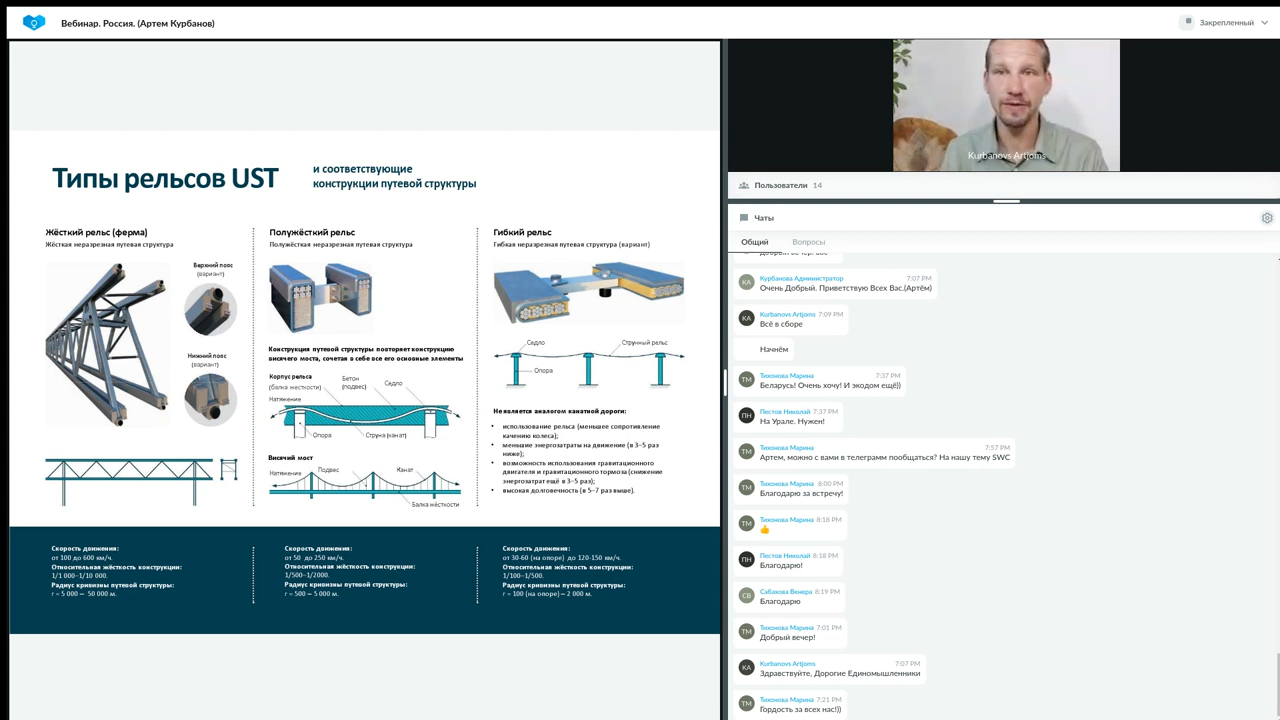 Вебинар. Россия. (Артем Курбанов)
Закрепленный
Типы рельсов UST
и соответствующие
конструкции путевой структуры
Жёсткий рельс (ферма)
Жёсткая неразрезная путевая структура
Верхний пояс
(вариант)
Нижний пояс
(вариант)
Полужёсткий рельс
Полужёсткая неразрезная путевая структура
Конструкция путевой структуры повторяет конструкцию
висячего моста, сочетая в себе все его основные элементы
Корпус рельса
(балка жёсткости)
Бетон
(подвес)
Седло
Натяжение
Опора
Струна (канат)
Висячий мост
Натяжение
Подвес
Канат
Балка жёсткости
Гибкий рельс
Гибкая неразрезная путевая структура (вариант)
Седло
Струнный рельс
Опора
Не является аналогом канатной дороги:
• использование рельса (меньшее сопротивление
качению колеса);
• меньшие энергозатраты на движение (в 3–5 раз
ниже);
• возможность использования гравитационного
двигателя и гравитационного тормоза (снижение
энергозатрат ещё в 3–5 раз);
• высокая долговечность (в 5–7 раз выше).
Скорость движения:
от 100 до 600 км/ч.
Относительная жёсткость конструкции:
1/1 000–1/10 000.
Радиус кривизны путевой структуры:
r = 5 000 – 50 000 м.
Скорость движения:
от 50 до 250 км/ч.
Относительная жёсткость конструкции:
1/500–1/2000.
Радиус кривизны путевой структуры:
r = 500 – 5 000 м.
Скорость движения:
от 30-60 (на опоре) до 120-150 км/ч.
Относительная жёсткость конструкции:
1/100–1/500.
Радиус кривизны путевой структуры:
r = 100 (на опоре) – 2 000 м.
Kurbanovs Artjoms
Пользователи 14
Чаты
Общий Вопросы
KA Курбанова Администратор 7:07 PM
Очень Добрый. Приветствую Всех Вас.(Артём)
KA Kurbanovs Artjoms 7:09 PM
Всё в сборе
Начнём
ТМ Тихонова Марина 7:37 PM
Беларусь! Очень хочу! И экодом ещё))
ПН Пестов Николай 7:37 PM
На Урале. Нужен!
ТМ Тихонова Марина 7:57 PM
Артем, можно с вами в телеграмм пообщаться? На нашу тему SWC
ТМ Тихонова Марина 8:00 PM
Благодарю за встречу!
ТМ Тихонова Марина 8:18 PM
👍
ПН Пестов Николай 8:18 PM
Благодарю!
СВ Сабахова Венера 8:19 PM
Благодарю
ТМ Тихонова Марина 7:01 PM
Добрый вечер!
KA Kurbanovs Artjoms 7:07 PM
Здравствуйте, Дорогие Единомышленники
ТМ Тихонова Марина 7:21 PM
Гордость за всех нас!))